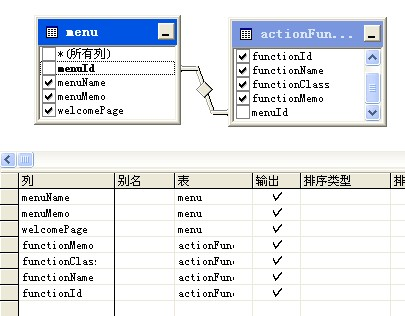 menu
actionFun...
*(所有列)
menuId
menuName
menuMemo
welcomePage
functionId
functionName
functionClass
functionMemo
menuId
列 别名 表 输出 排序类型 排
menuName menu
menuMemo menu
welcomePage menu
functionMemo actionFun
functionClas actionFun
functionName actionFun
functionId actionFun